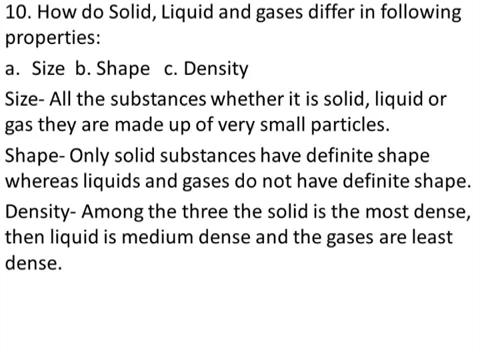 10. How do Solid, Liquid and gases differ in following
properties:
a. Size b. Shape c. Density
Size- All the substances whether it is solid, liquid or
gas they are made up of very small particles.
Shape- Only solid substances have definite shape
whereas liquids and gases do not have definite shape.
Density- Among the three the solid is the most dense,
then liquid is medium dense and the gases are least
dense.